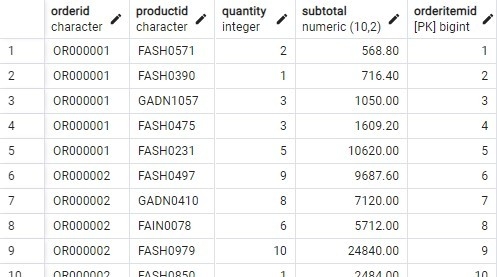 orderid productid quantity subtotal orderitemid
character character integer numeric (10,2) [PK] bigint
1 OR000001 FASH0571 2 568.80 1
2 OR000001 FASH0390 1 716.40 2
3 OR000001 GADN1057 3 1050.00 3
4 OR000001 FASH0475 3 1609.20 4
5 OR000001 FASH0231 5 10620.00 5
6 OR000002 FASH0497 9 9687.60 6
7 OR000002 GADN0410 8 7120.00 7
8 OR000002 FAIN0078 6 5712.00 8
9 OR000002 FASH0979 10 24840.00 9
10 OR000002 FASH0850 1 2484.00 10